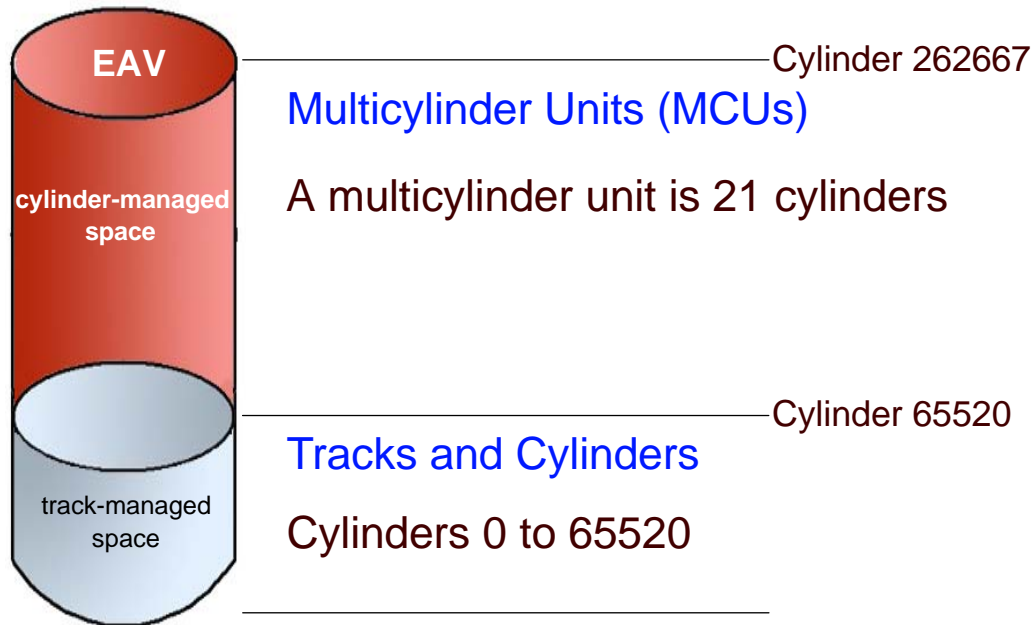 EAV
Cylinder 262667
Multicylinder Units (MCUs)
cylinder-managed
space
A multicylinder unit is 21 cylinders
Cylinder 65520
Tracks and Cylinders
track-managed
space
Cylinders 0 to 65520